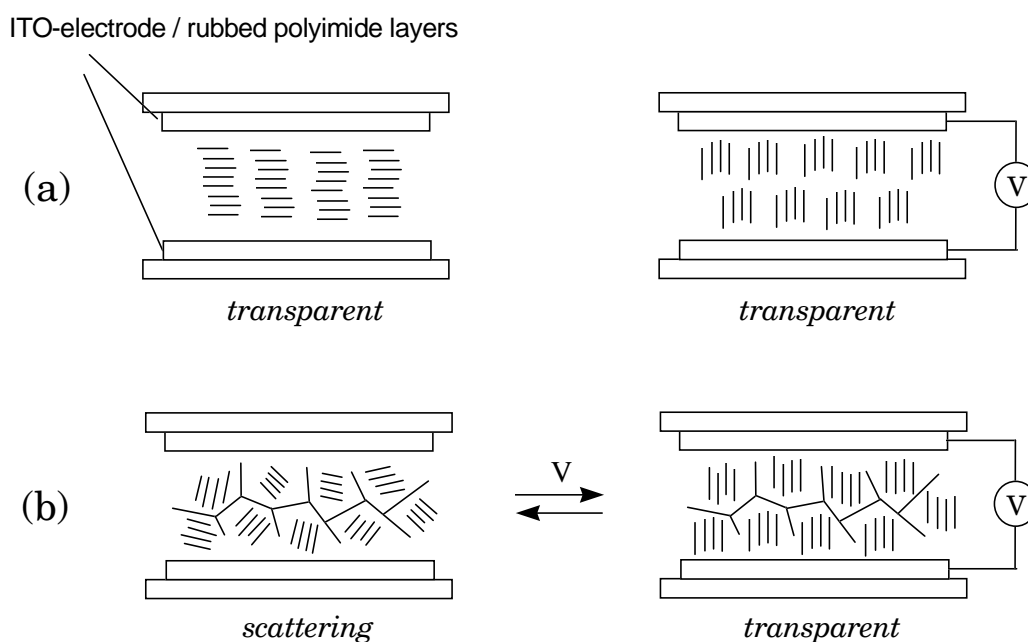 ITO-electrode / rubbed polyimide layers
(a)
V
transparent
transparent
(b)
V
V
scattering
transparent